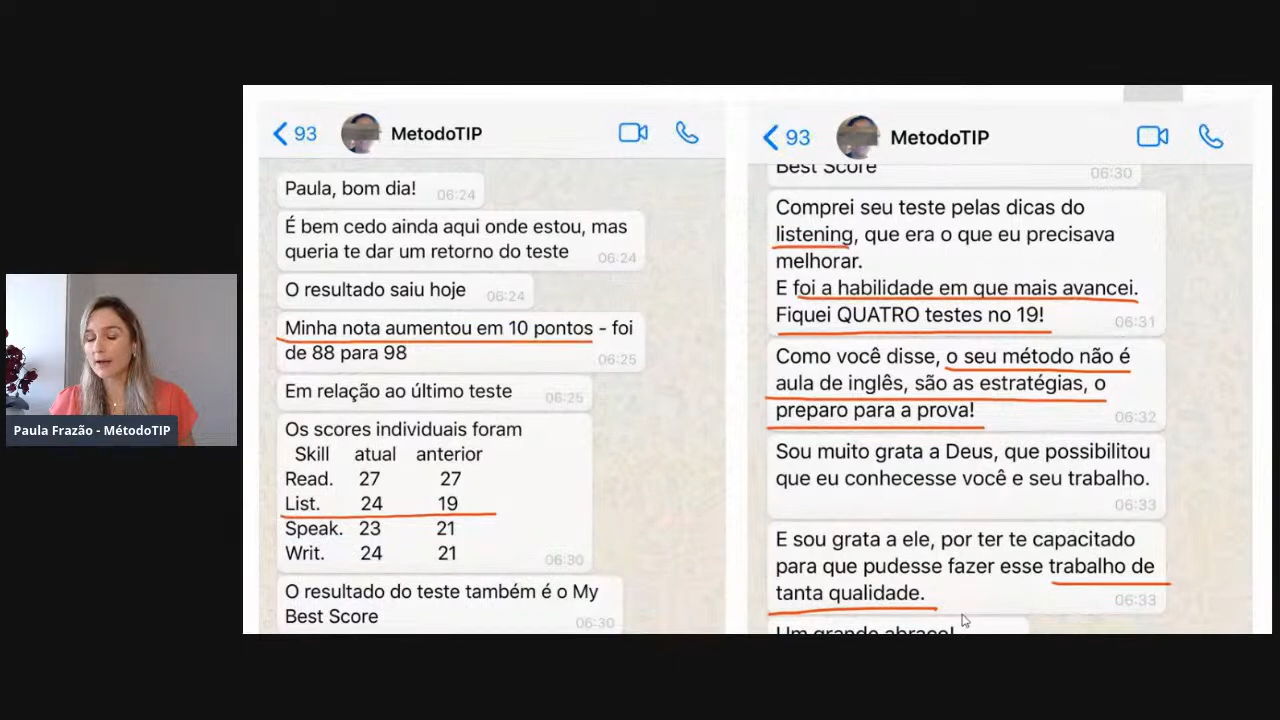 93 MetodoTIP
Paula, bom dia! 06:24
É bem cedo ainda aqui onde estou, mas
queria te dar um retorno do teste 06:24
O resultado saiu hoje 06:24
Minha nota aumentou em 10 pontos - foi
de 88 para 98 06:25
Em relação ao último teste 06:25
Os scores individuais foram
Skill atual anterior
Read. 27 27
List. 24 19
Speak. 23 21
Writ. 24 21 06:30
O resultado do teste também é o My
Best Score 06:30
93 MetodoTIP
Best Score 06:30
Comprei seu teste pelas dicas do
listening, que era o que eu precisava
melhorar.
E foi a habilidade em que mais avancei.
Fiquei QUATRO testes no 19! 06:31
Como você disse, o seu método não é
aula de inglês, são as estratégias, o
preparo para a prova! 06:32
Sou muito grata a Deus, que possibilitou
que eu conhecesse você e seu trabalho.
06:33
E sou grata a ele, por ter te capacitado
para que pudesse fazer esse trabalho de
tanta qualidade. 06:33
Um grande abraço!
Paula Frazão - MétodoTIP